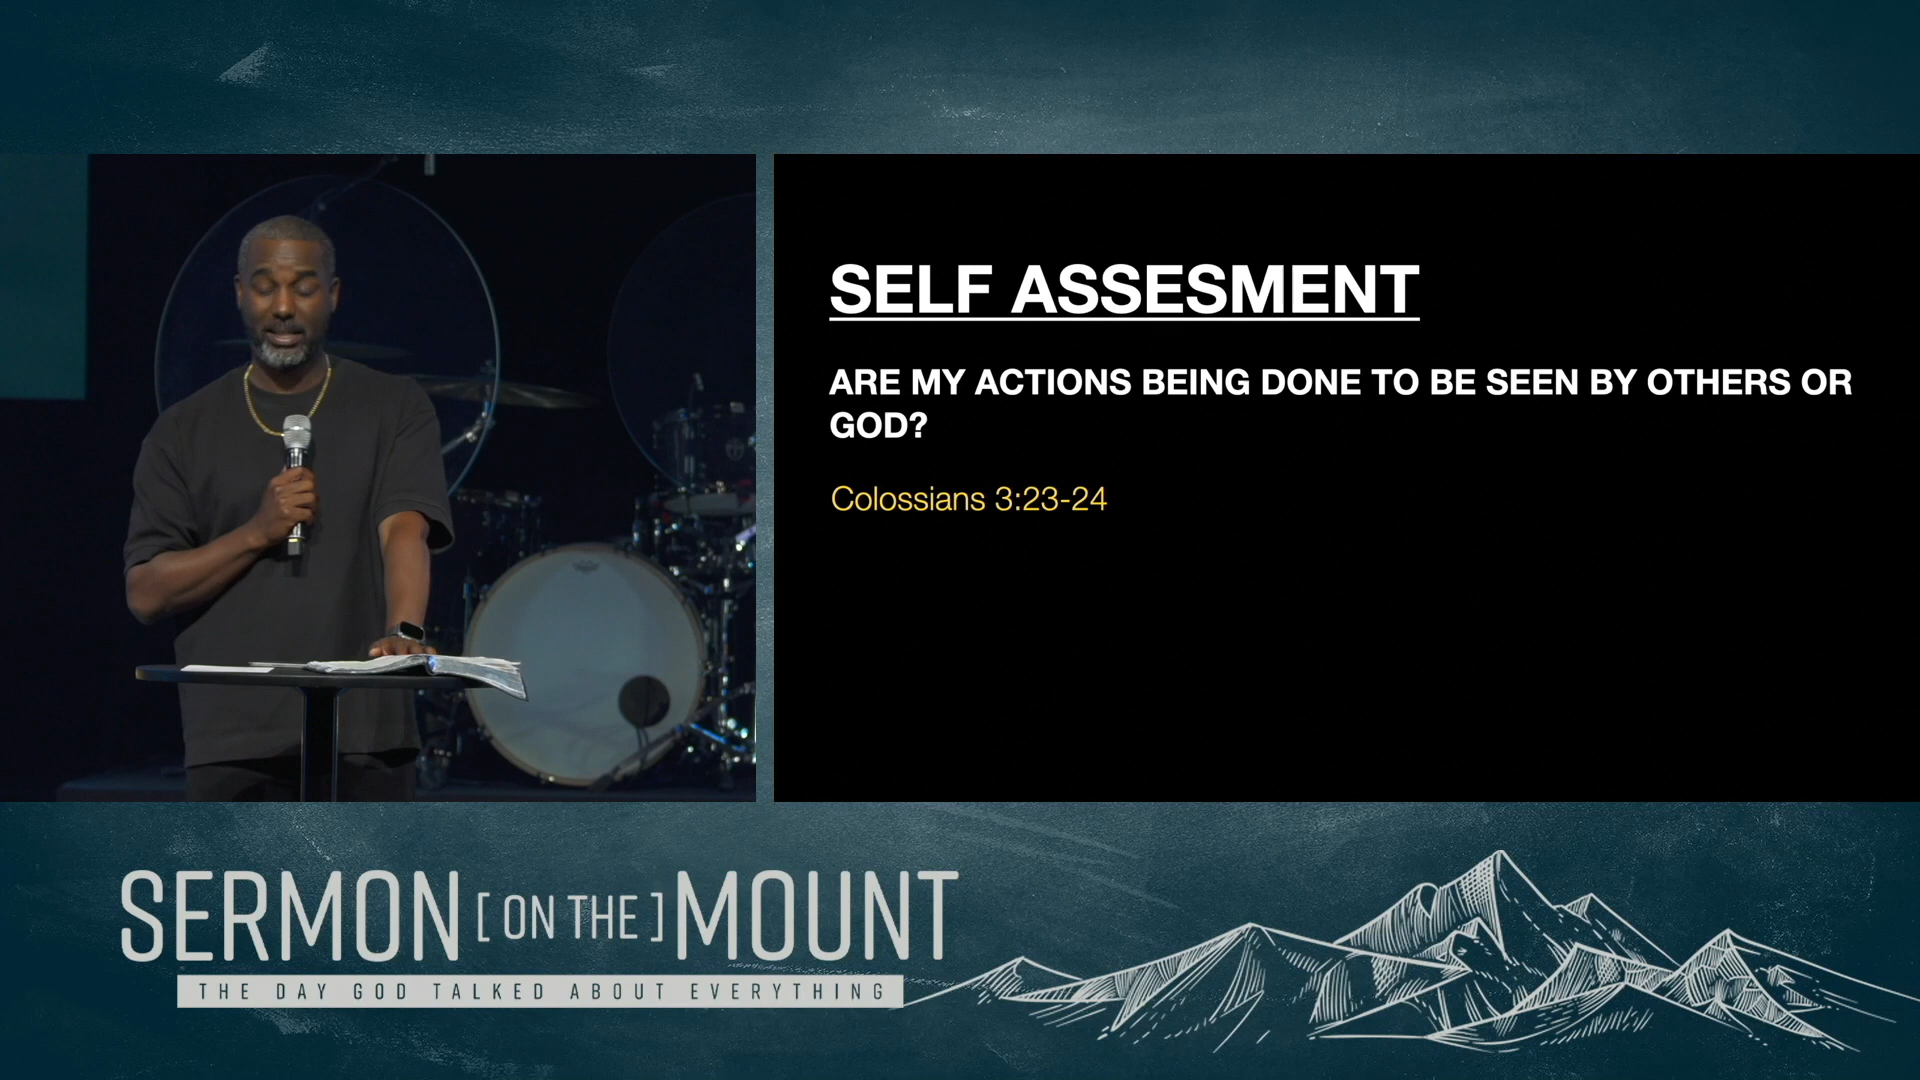 SELF ASSESMENT
ARE MY ACTIONS BEING DONE TO BE SEEN BY OTHERS OR
GOD?
Colossians 3:23-24
SERMON [ON THE] MOUNT
THE DAY GOD TALKED ABOUT EVERYTHING